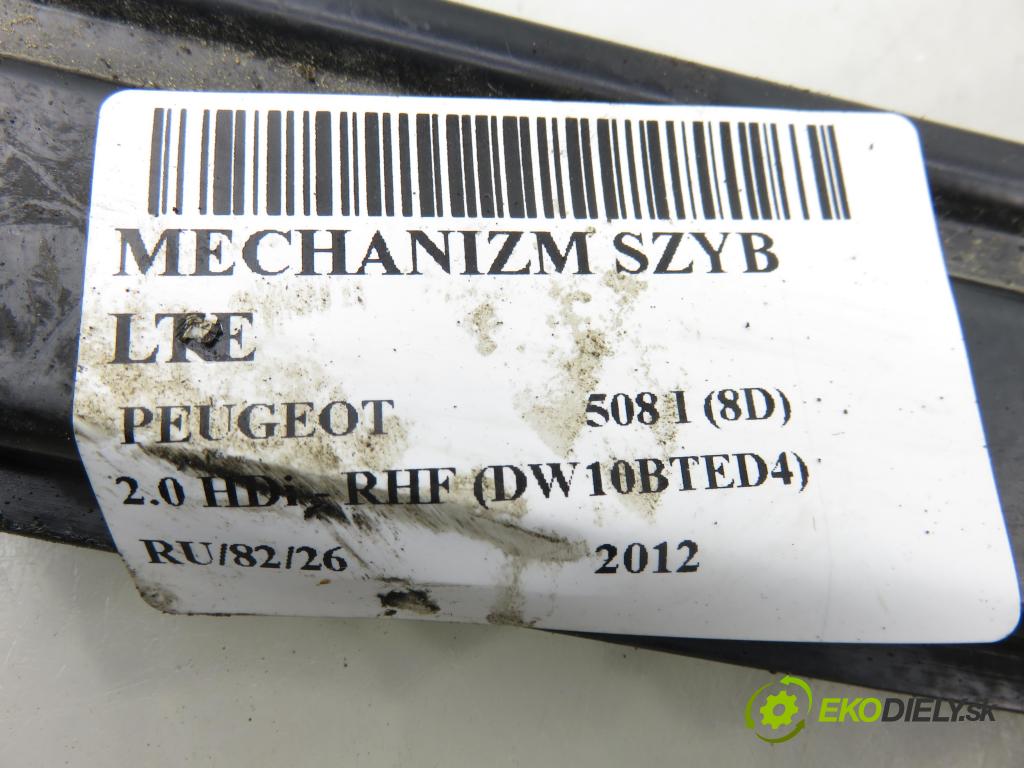 MECHANIZM SZYB
LTE
PEUGEOT 508 I (8D)
2.0 HDi - RHF (DW10BTED4)
RU/82/26 2012
EKODIELY.SK